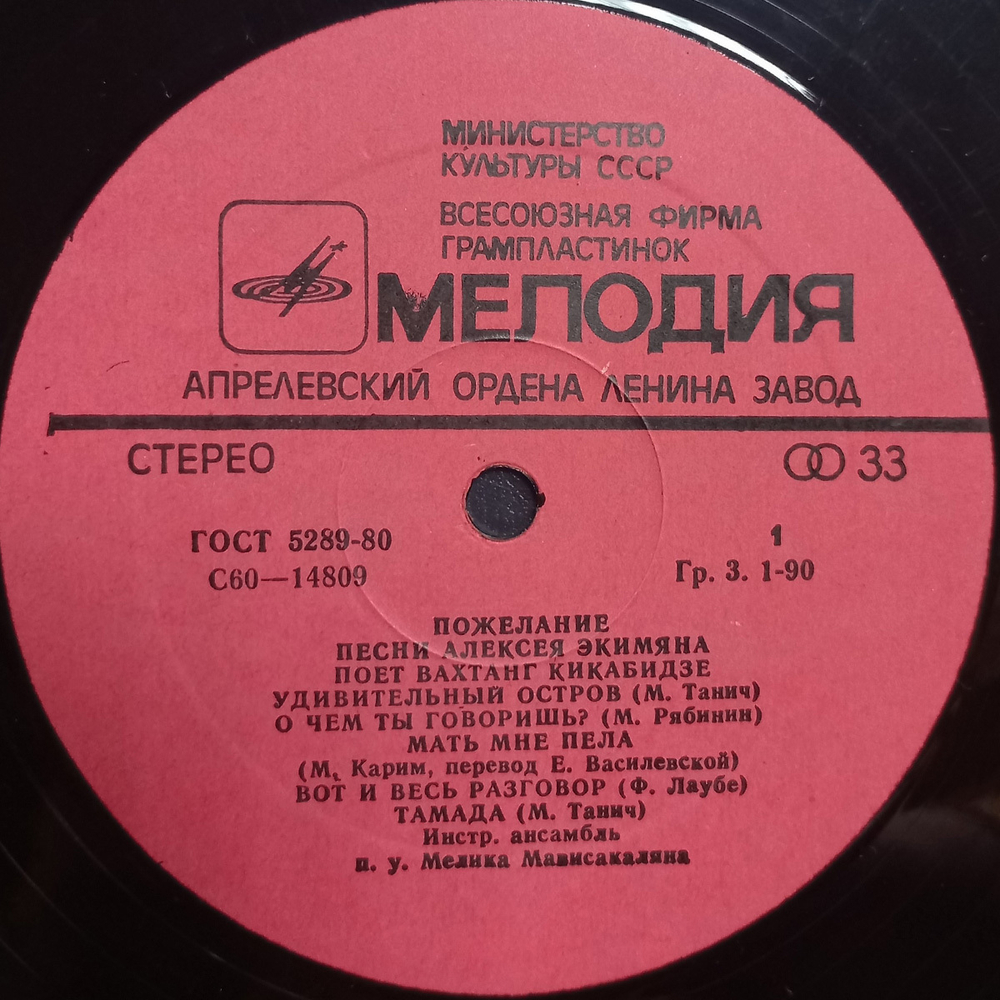 МИНИСТЕРСТВО
КУЛЬТУРЫ СССР
ВСЕСОЮЗНАЯ ФИРМА
ГРАМПЛАСТИНОК
МЕЛОДИЯ
АПРЕЛЕВСКИЙ ОРДЕНА ЛЕНИНА ЗАВОД
СТЕРЕО 33
ГОСТ 5289-80 1
С60—14809 Гр. 3. 1-90
ПОЖЕЛАНИЕ
ПЕСНИ АЛЕКСЕЯ ЭКИМЯНА
ПОЕТ ВАХТАНГ КИКАБИДЗЕ
УДИВИТЕЛЬНЫЙ ОСТРОВ (М. Танич)
О ЧЕМ ТЫ ГОВОРИШЬ? (М. Рябинин)
МАТЬ МНЕ ПЕЛА
(М. Карим, перевод Е. Василевской)
ВОТ И ВЕСЬ РАЗГОВОР (Ф. Лаубе)
ТАМАДА (М. Танич)
Инстр. ансамбль
п. у. Мелика Мависакаляна